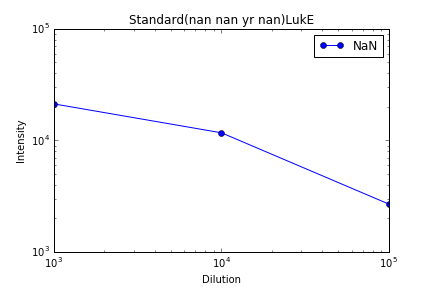 Standard(nan nan yr nan)LukE
NaN
10^5
10^4
10^3
Intensity
10^3 10^4 10^5
Dilution